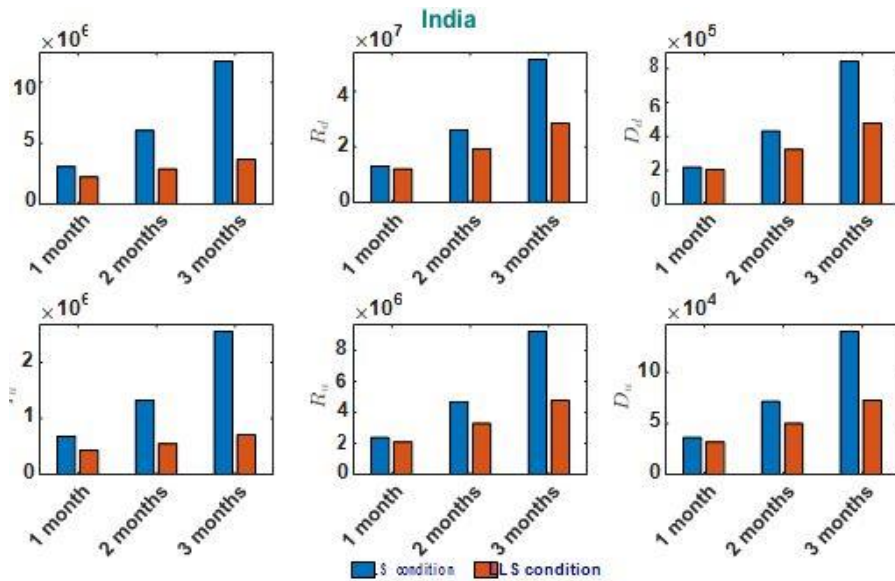 India
×10⁶
10
5
0
1 month
2 months
3 months
×10⁷
R_d
4
2
0
1 month
2 months
3 months
×10⁵
D_d
8
6
4
2
0
1 month
2 months
3 months
×10⁶
2
1
0
1 month
2 months
3 months
×10⁶
R_u
8
6
4
2
0
1 month
2 months
3 months
×10⁴
D_u
10
5
0
1 month
2 months
3 months
LS condition
LS condition